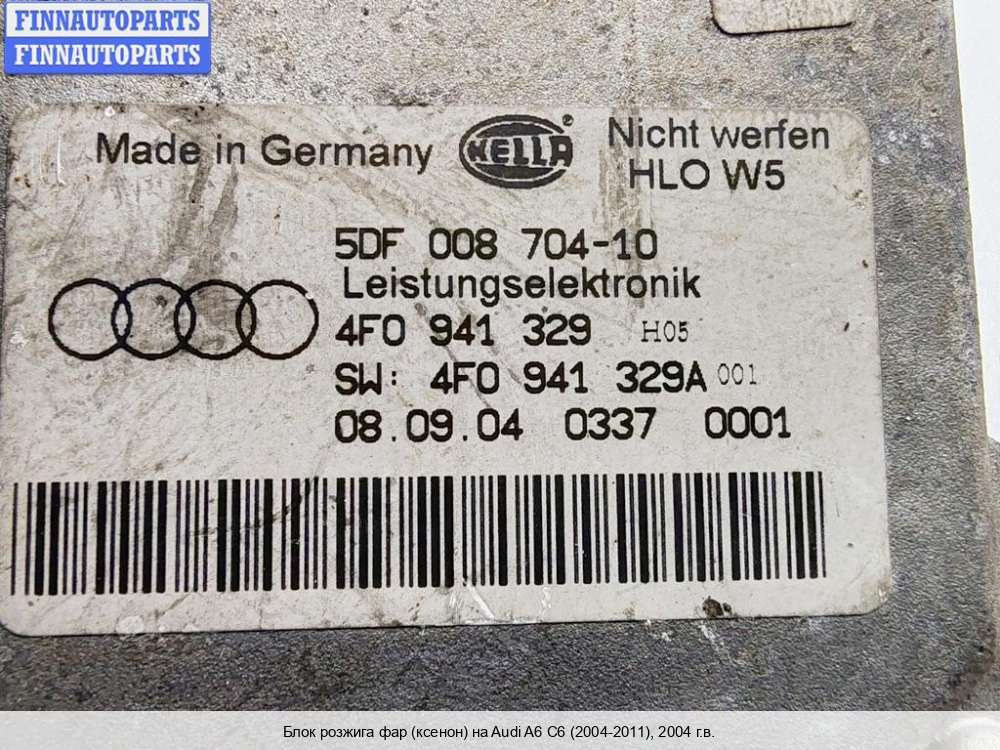 FINNAUTOPARTS
FINNAUTOPARTS
Made in Germany HELLA ® Nicht werfen
HLO W5
5DF 008 704-10
Leistungselektronik
4F0 941 329 H05
SW: 4F0 941 329A 001
08.09.04 0337 0001
Блок розжига фар (ксенон) на Audi A6 C6 (2004-2011), 2004 г.в.